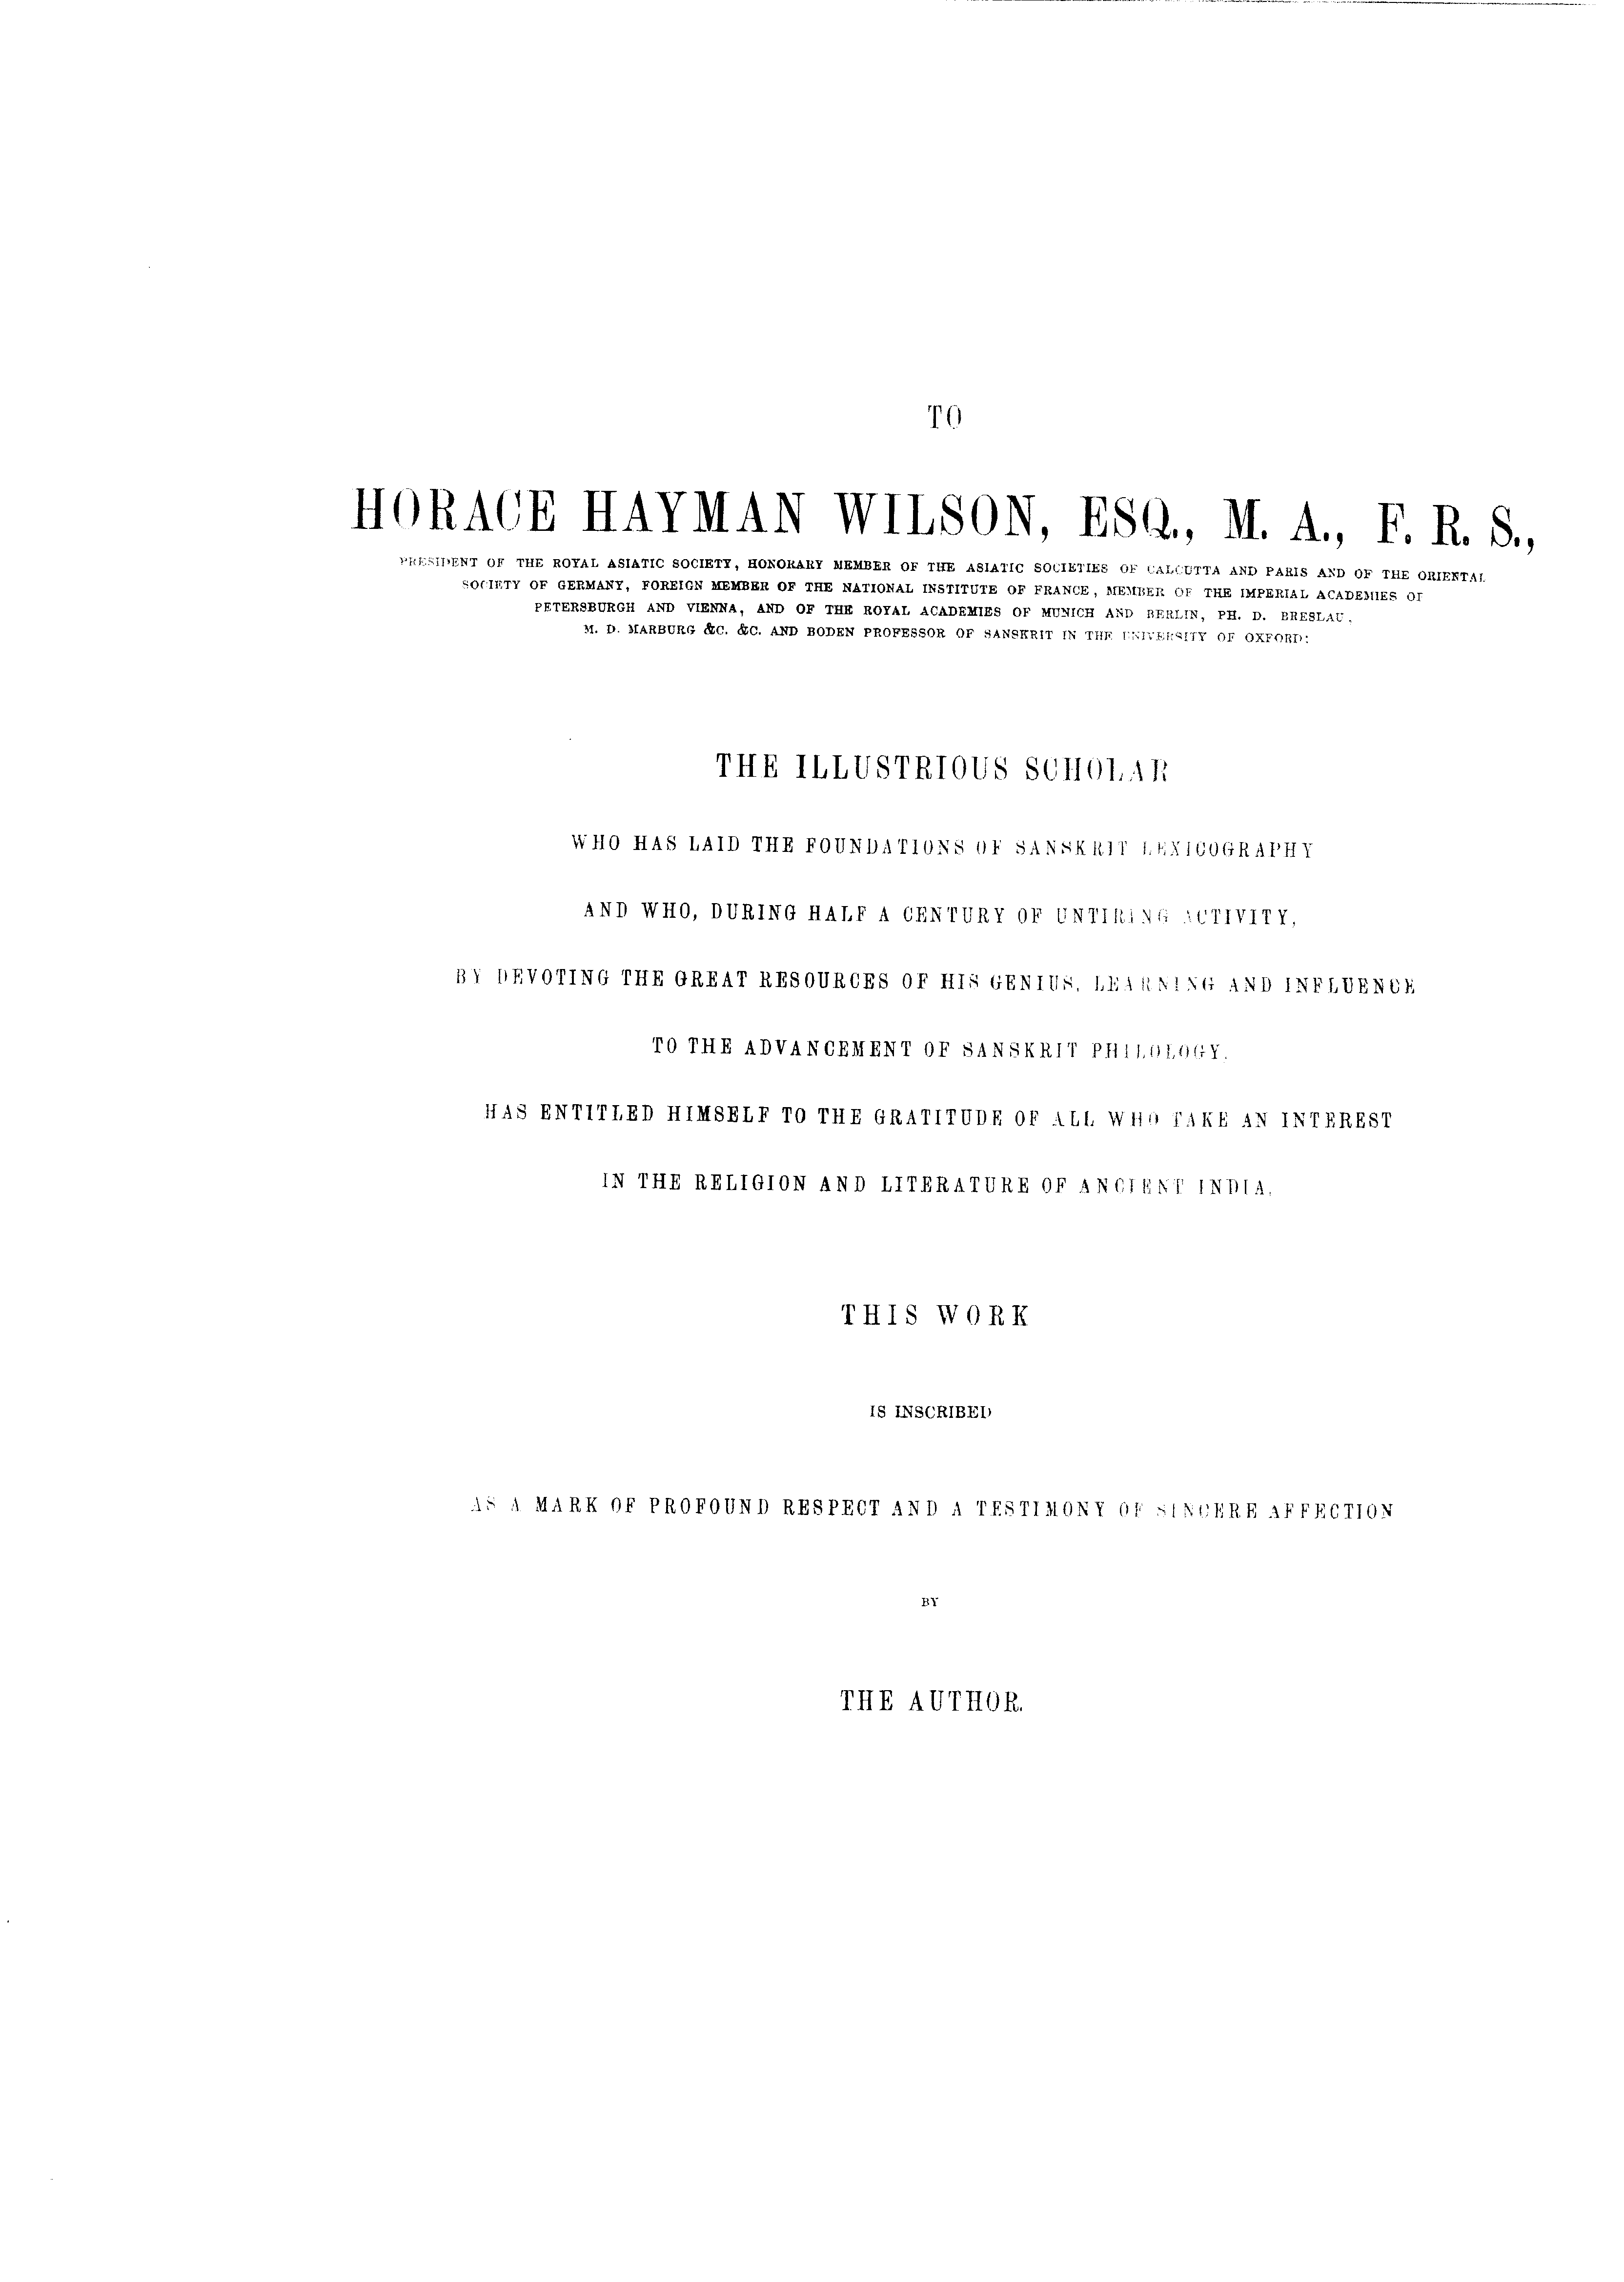 TO
HORACE HAYMAN WILSON, ESQ., M. A., F. R. S.,
PRESIDENT OF THE ROYAL ASIATIC SOCIETY, HONORARY MEMBER OF THE ASIATIC SOCIETIES OF CALCUTTA AND PARIS AND OF THE ORIENTAL
SOCIETY OF GERMANY, FOREIGN MEMBER OF THE NATIONAL INSTITUTE OF FRANCE, MEMBER OF THE IMPERIAL ACADEMIES OF
PETERSBURGH AND VIENNA, AND OF THE ROYAL ACADEMIES OF MUNICH AND BERLIN, PH. D. BRESLAU,
M. D. MARBURG &C. &C. AND BODEN PROFESSOR OF SANSKRIT IN THE UNIVERSITY OF OXFORD:
THE ILLUSTRIOUS SCHOLAR
WHO HAS LAID THE FOUNDATIONS OF SANSKRIT LEXICOGRAPHY
AND WHO, DURING HALF A CENTURY OF UNTIRING ACTIVITY,
BY DEVOTING THE GREAT RESOURCES OF HIS GENIUS, LEARNING AND INFLUENCE
TO THE ADVANCEMENT OF SANSKRIT PHILOLOGY,
HAS ENTITLED HIMSELF TO THE GRATITUDE OF ALL WHO TAKE AN INTEREST
IN THE RELIGION AND LITERATURE OF ANCIENT INDIA,
THIS WORK
IS INSCRIBED
AS A MARK OF PROFOUND RESPECT AND A TESTIMONY OF SINCERE AFFECTION
BY
THE AUTHOR.